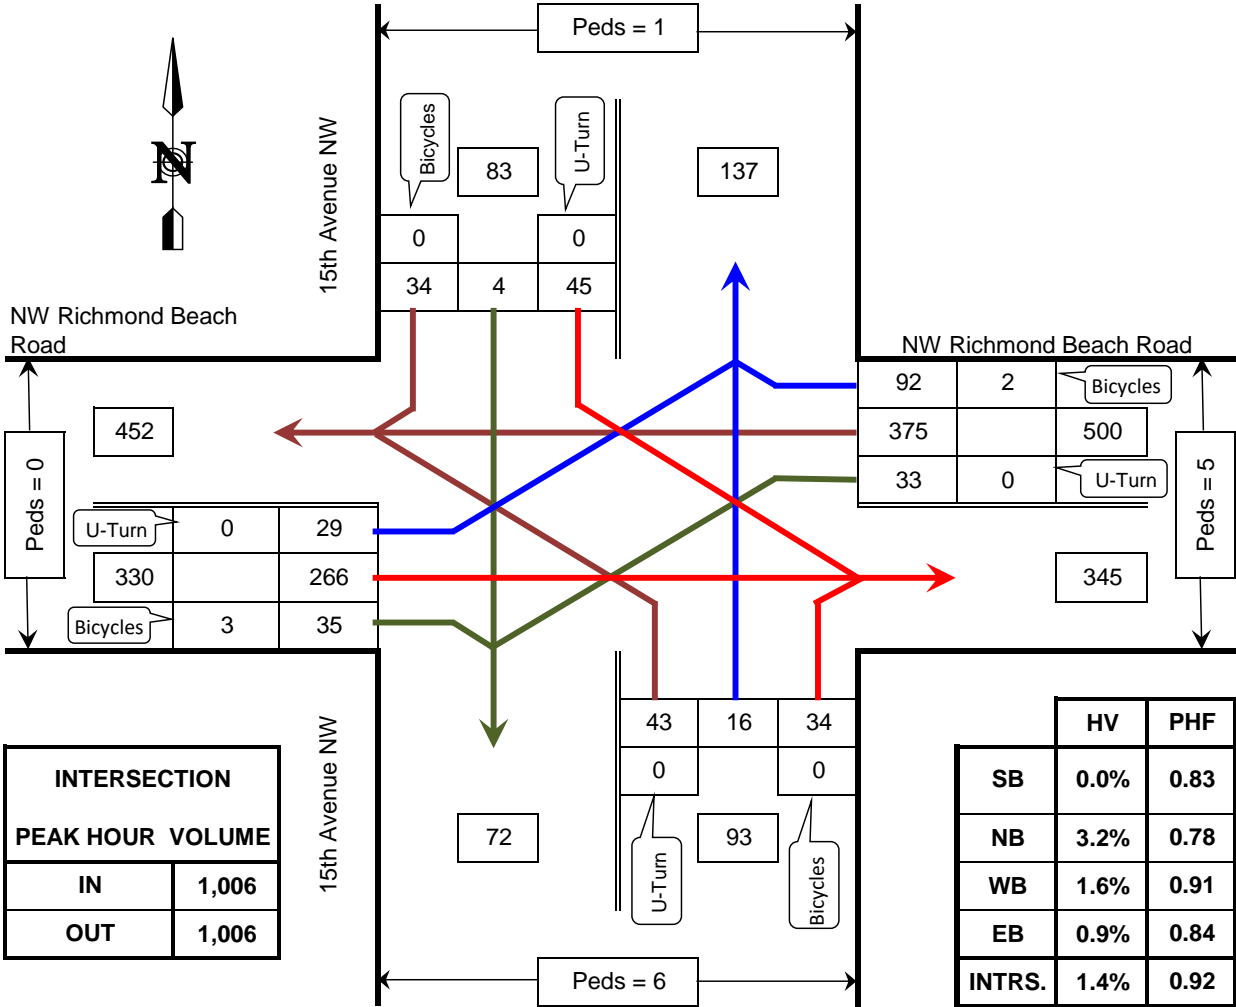 Peds = 1
N
15th Avenue NW
Bicycles
83
U-Turn
137
0 0
34 4 45
NW Richmond Beach
Road
NW Richmond Beach Road
92 2 Bicycles
452
375 500
33 0 U-Turn
Peds = 0
Peds = 5
U-Turn 0 29
330 266
345
Bicycles 3 35
43 16 34
0 0
15th Avenue NW
72
93
U-Turn
Bicycles
INTERSECTION
PEAK HOUR VOLUME
IN 1,006
OUT 1,006
HV PHF
SB 0.0% 0.83
NB 3.2% 0.78
WB 1.6% 0.91
EB 0.9% 0.84
INTRS. 1.4% 0.92
Peds = 6